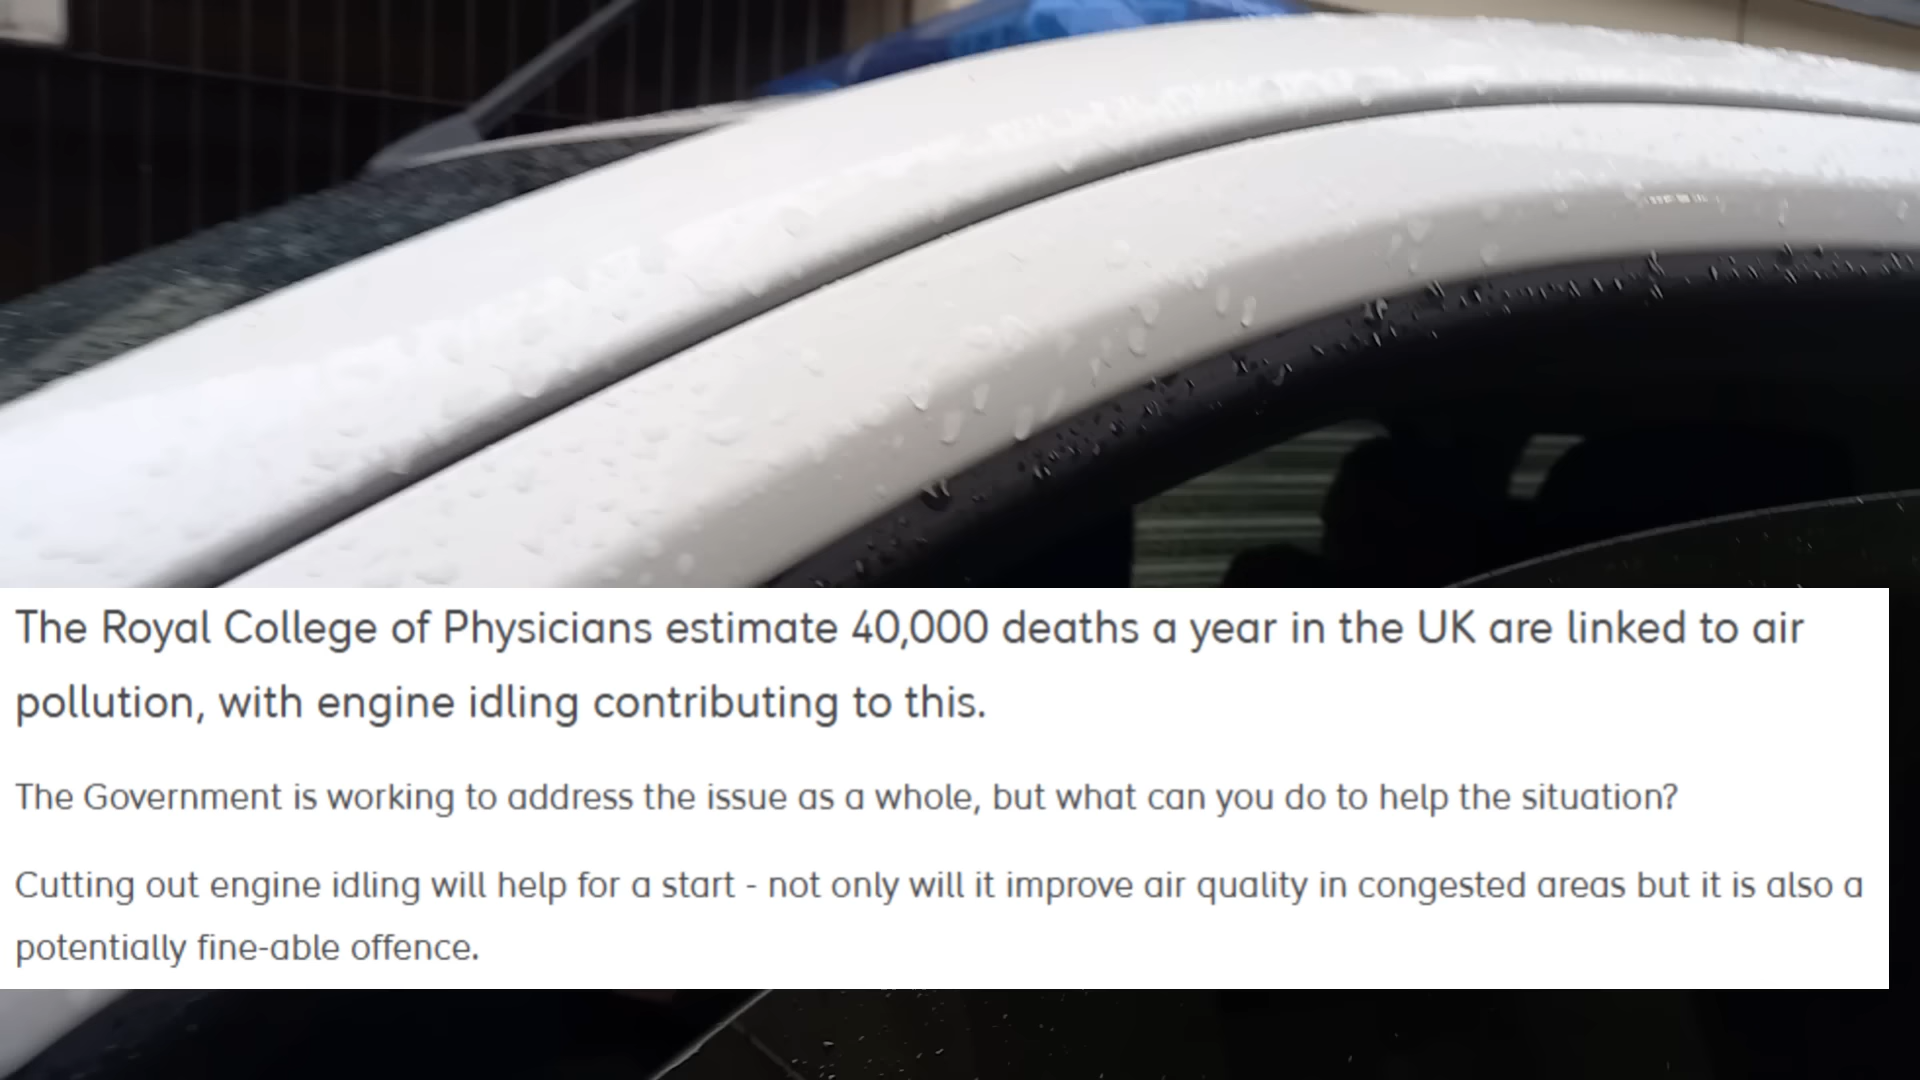 The Royal College of Physicians estimate 40,000 deaths a year in the UK are linked to air
pollution, with engine idling contributing to this.
The Government is working to address the issue as a whole, but what can you do to help the situation?
Cutting out engine idling will help for a start - not only will it improve air quality in congested areas but it is also a
potentially fine-able offence.